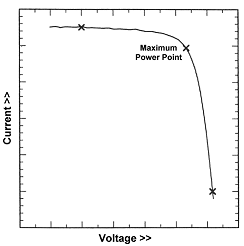 Maximum
Power Point
Current >>
Voltage >>